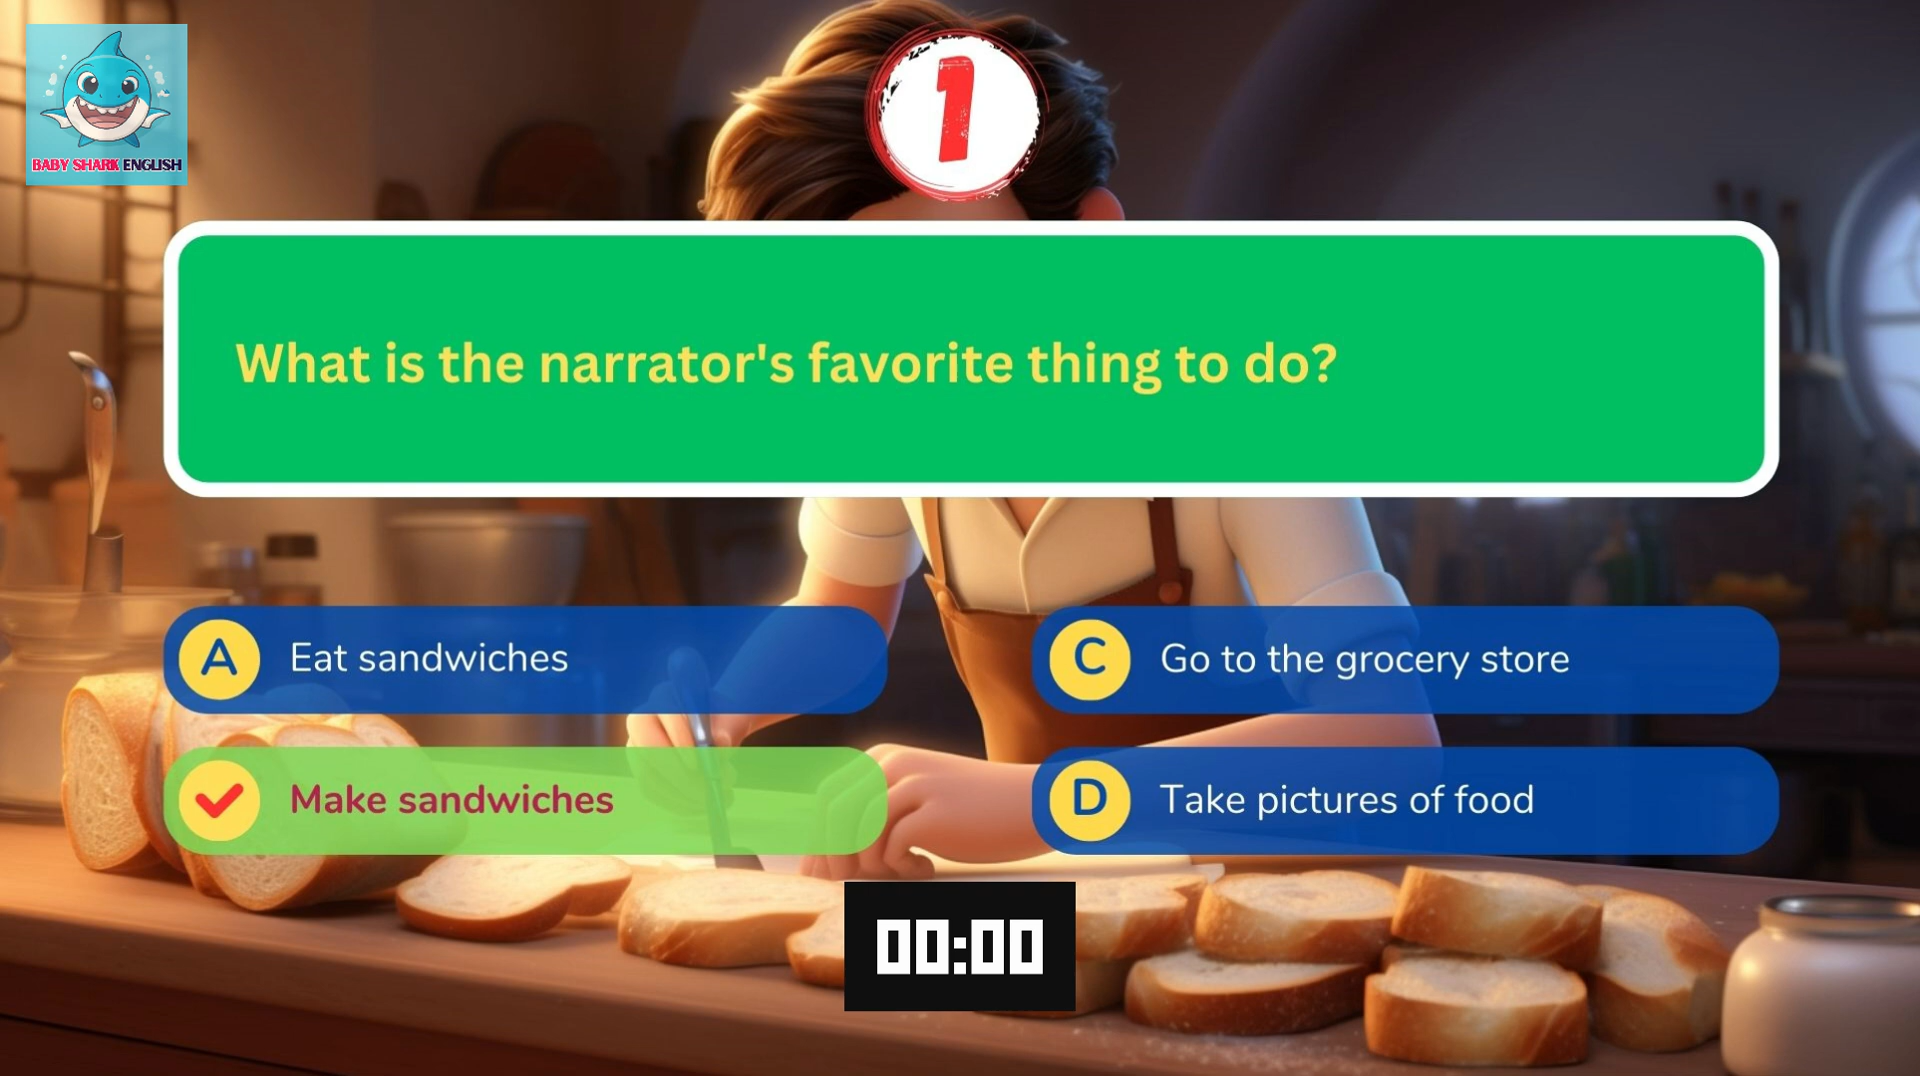 BABY SHARK ENGLISH
1
What is the narrator's favorite thing to do?
A Eat sandwiches
Make sandwiches
C Go to the grocery store
D Take pictures of food
00:00